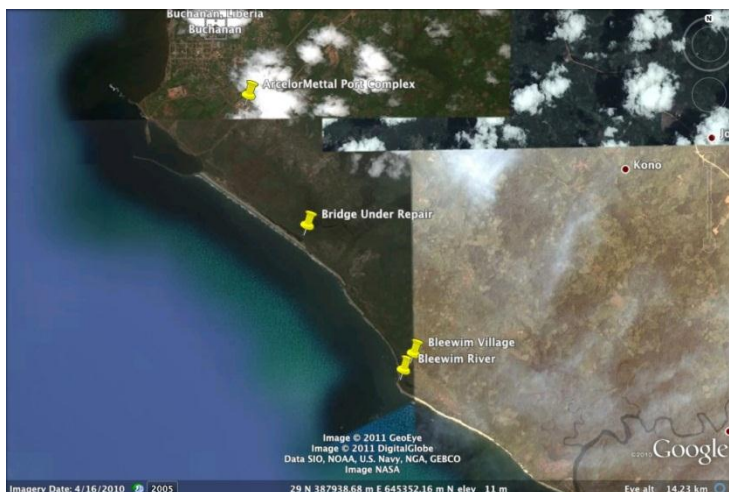 Buchanan, Liberia
Buchanan
N
ArcelorMettal Port Complex
Kono
Bridge Under Repair
Bleewim Village
Bleewim River
Image © 2011 GeoEye
Image © 2011 DigitalGlobe
Data SIO, NOAA, U.S. Navy, NGA, GEBCO
Image NASA
©2010 Google
Imagery Date: 4/16/2010 2005 29 N 387938.68 m E 645352.16 m N elev 11 m Eye alt 14.23 km